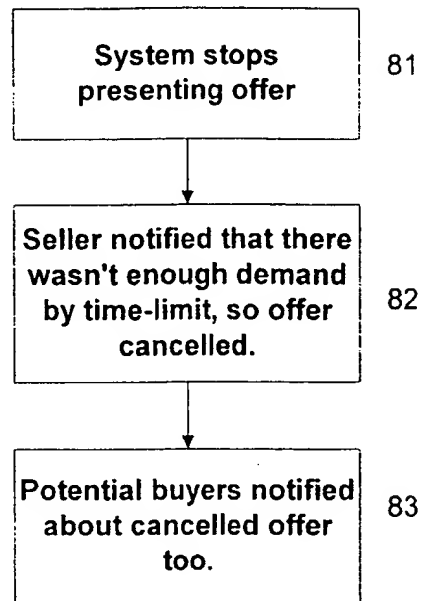 System stops
presenting offer
81
Seller notified that there
wasn't enough demand
by time-limit, so offer
cancelled.
82
Potential buyers notified
about cancelled offer
too.
83